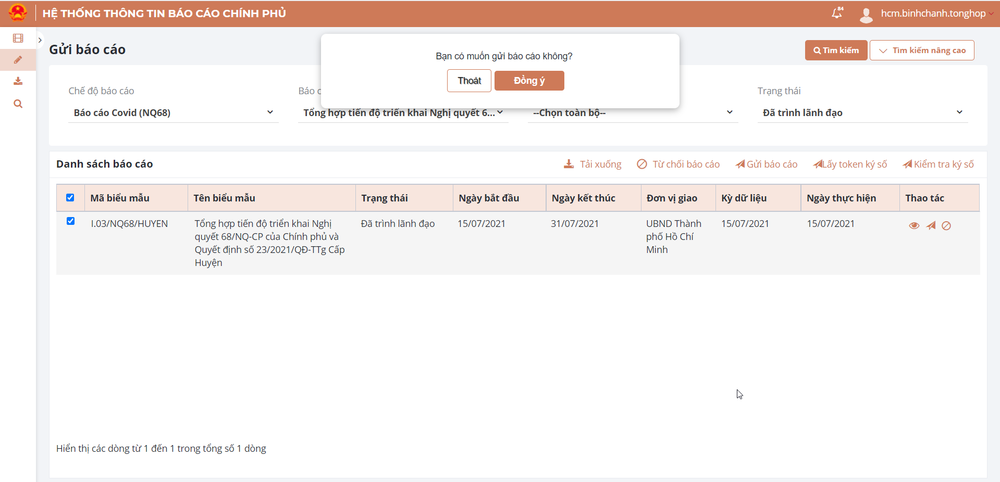 HỆ THỐNG THÔNG TIN BÁO CÁO CHÍNH PHỦ
84
hcm.binhchanh.tonghop
Gửi báo cáo
Bạn có muốn gửi báo cáo không?
Thoát
Đồng ý
Tìm kiếm
Tìm kiếm nâng cao
Chế độ báo cáo
Báo c
Trạng thái
Báo cáo Covid (NQ68)
Tổng hợp tiến độ triển khai Nghị quyết 6...
--Chọn toàn bộ--
Đã trình lãnh đạo
Danh sách báo cáo
Tải xuống
Từ chối báo cáo
Gửi báo cáo
Lấy token ký số
Kiểm tra ký số
Mã biểu mẫu
Tên biểu mẫu
Trạng thái
Ngày bắt đầu
Ngày kết thúc
Đơn vị giao
Kỳ dữ liệu
Ngày thực hiện
Thao tác
I.03/NQ68/HUYEN
Tổng hợp tiến độ triển khai Nghị
quyết 68/NQ-CP của Chính phủ và
Quyết định số 23/2021/QĐ-TTg Cấp
Huyện
Đã trình lãnh đạo
15/07/2021
31/07/2021
UBND Thành
phố Hồ Chí
Minh
15/07/2021
15/07/2021
Hiển thị các dòng từ 1 đến 1 trong tổng số 1 dòng